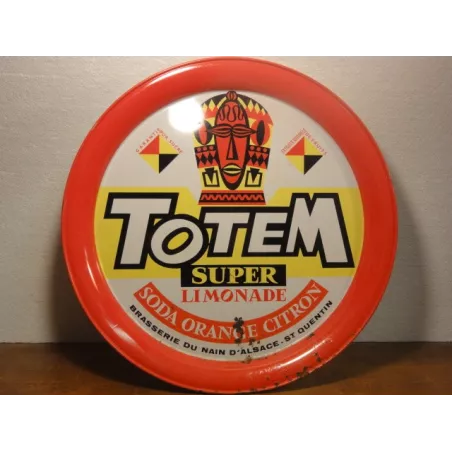 TOTEM
SUPER
LIMONADE
SODA ORANGE CITRON
BRASSERIE DU NAIN D'ALSACE. ST QUENTIN